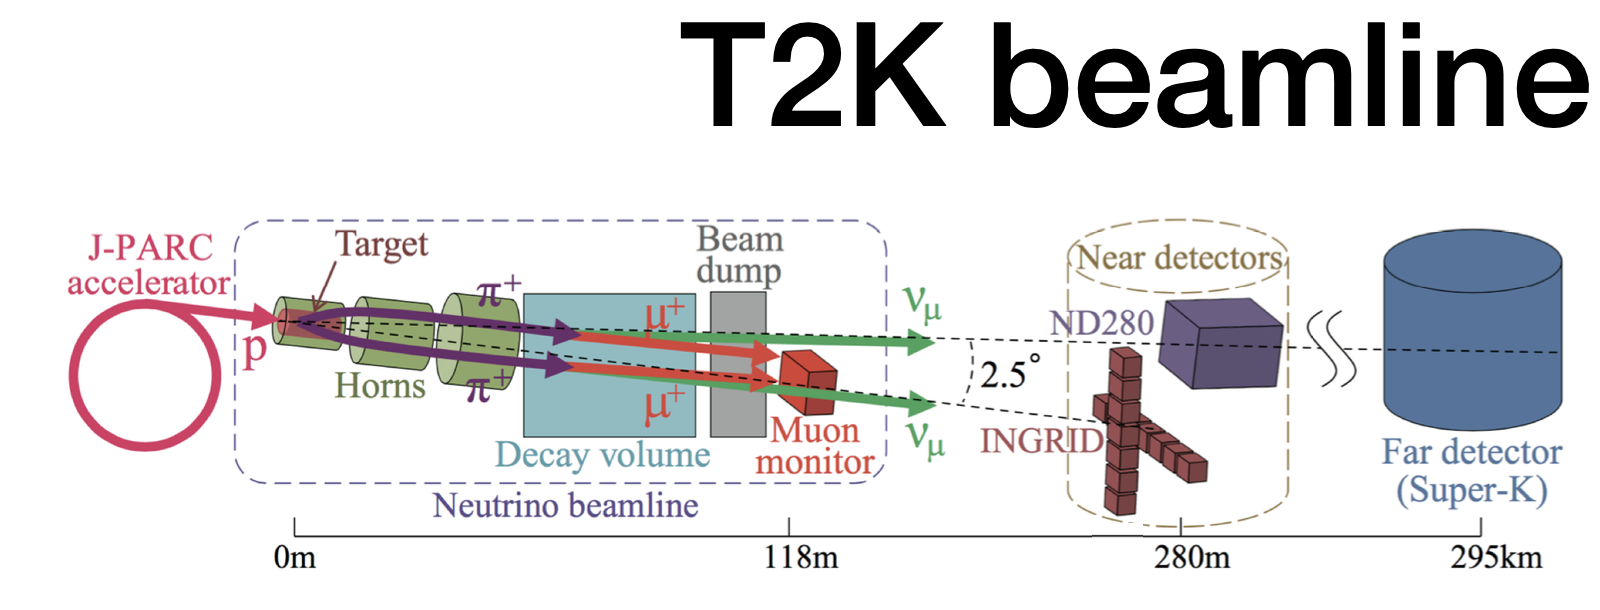 T2K beamline
J-PARC
accelerator
p
Target
Horns
π⁺
π⁺
μ⁺
μ⁺
Decay volume
Beam
dump
Muon
monitor
Neutrino beamline
νμ
νμ
2.5°
Near detectors
ND280
INGRID
Far detector
(Super-K)
0m
118m
280m
295km